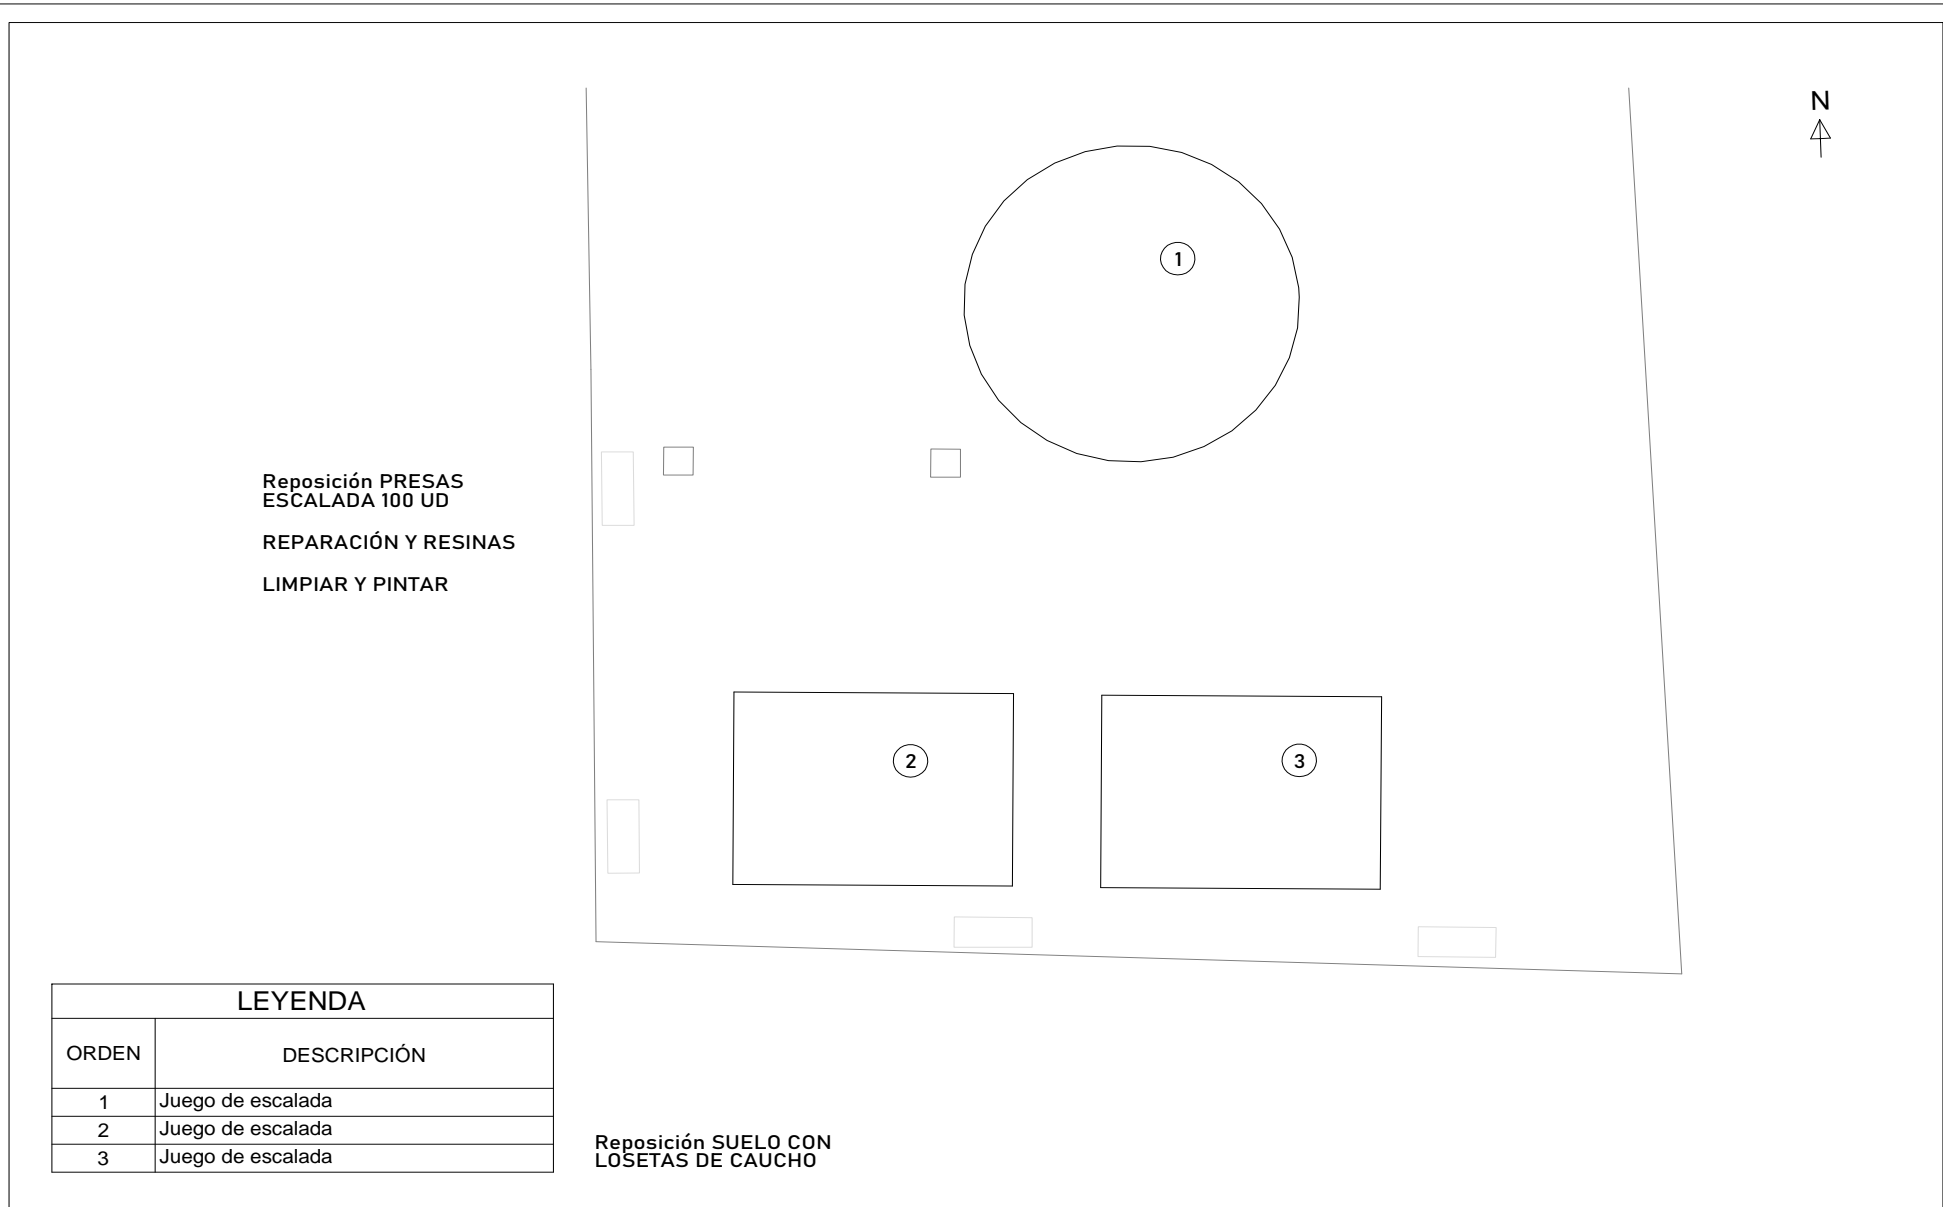 N
1
Reposición PRESAS
ESCALADA 100 UD
REPARACIÓN Y RESINAS
LIMPIAR Y PINTAR
2
3
LEYENDA
ORDEN DESCRIPCIÓN
1 Juego de escalada
2 Juego de escalada
3 Juego de escalada
Reposición SUELO CON
LOSETAS DE CAUCHO